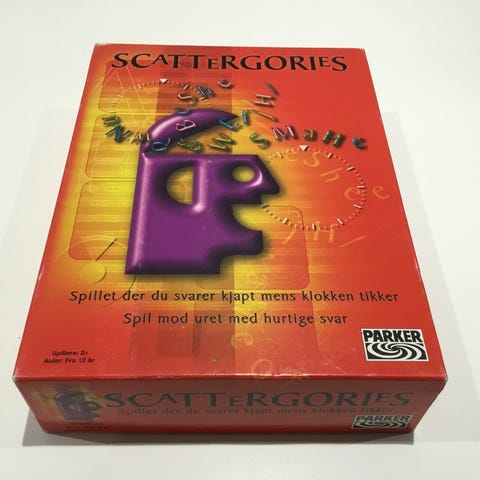 SCATTERGORIES
Spillet der du svarer kjapt mens klokken tikker
Spil mod uret med hurtige svar
PARKER
Spillere: 2+
Alder: Fra 12 år
SCATTERGORIES
Spillet der du svarer kjapt mens klokken tikker
PARKER